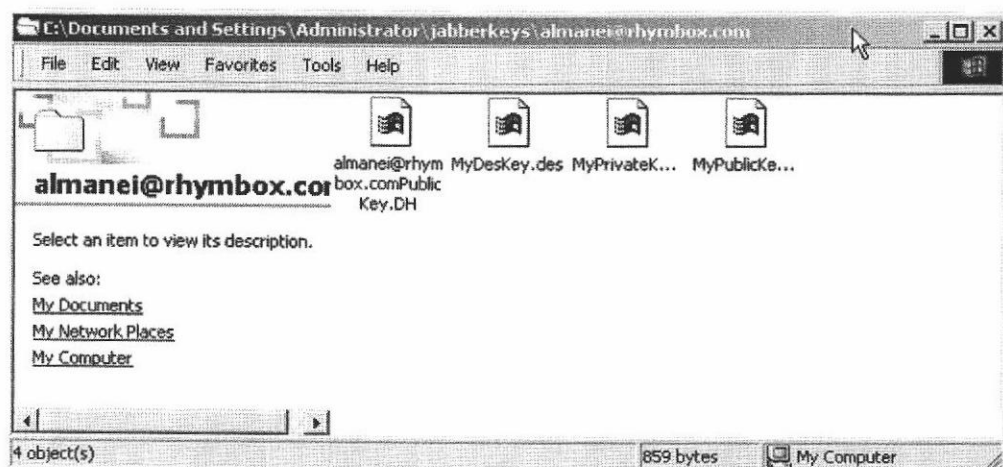 C:\Documents and Settings\Administrator\jabberkeys\almanei@rhymbox.com
File Edit View Favorites Tools Help
almanei@rhym
box.comPublic
Key.DH
MyDesKey.des
MyPrivateK...
MyPublicKe...
almanei@rhymbox.com
Select an item to view its description.
See also:
My Documents
My Network Places
My Computer
4 object(s)
859 bytes
My Computer